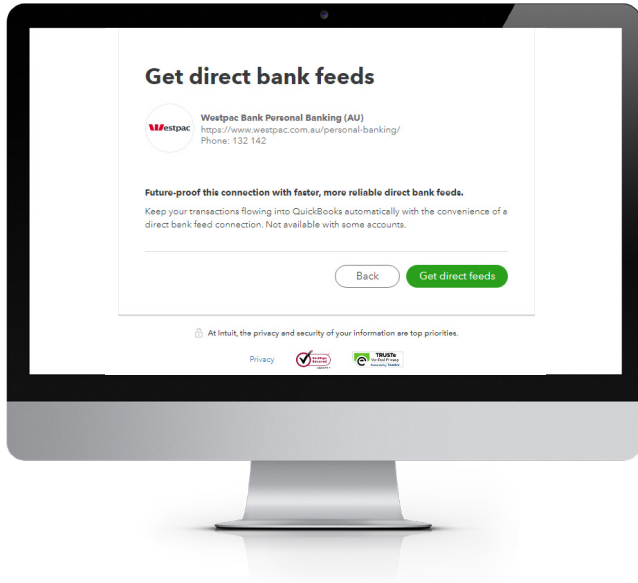 Get direct bank feeds
Westpac
Westpac Bank Personal Banking (AU)
https://www.westpac.com.au/personal-banking/
Phone: 132 142
Future-proof this connection with faster, more reliable direct bank feeds.
Keep your transactions flowing into QuickBooks automatically with the convenience of a
direct bank feed connection. Not available with some accounts.
Back
Get direct feeds
At Intuit, the privacy and security of your information are top priorities.
Privacy
TRUSTe
Verified Privacy